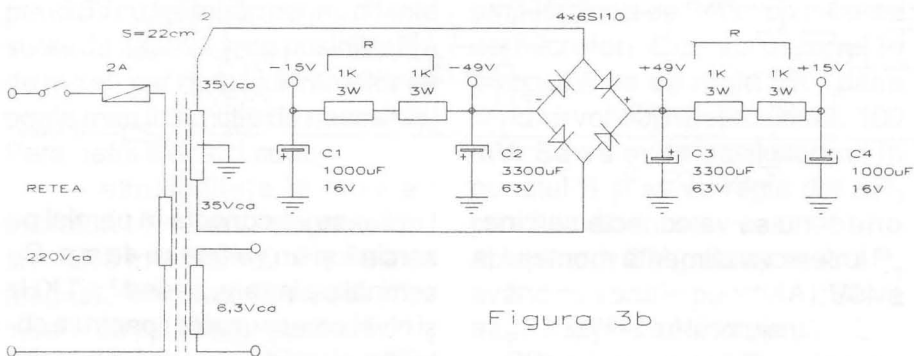 2
S=22cm
4x6SI10
2A
35Vca
-15V
R
1K
3W
1K
3W
-49V
+49V
R
1K
3W
1K
3W
+15V
C1
1000uF
16V
C2
3300uF
63V
C3
3300uF
63V
C4
1000uF
16V
RETEA
35Vca
220Vca
6,3Vca
Figura 3b